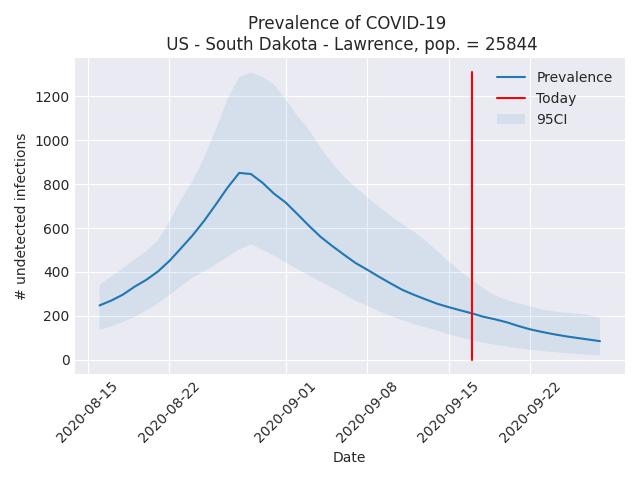 Prevalence of COVID-19
US - South Dakota - Lawrence, pop. = 25844
Prevalence
Today
95CI
# undetected infections
1200
1000
800
600
400
200
0
2020-08-15
2020-08-22
2020-09-01
2020-09-08
2020-09-15
2020-09-22
Date